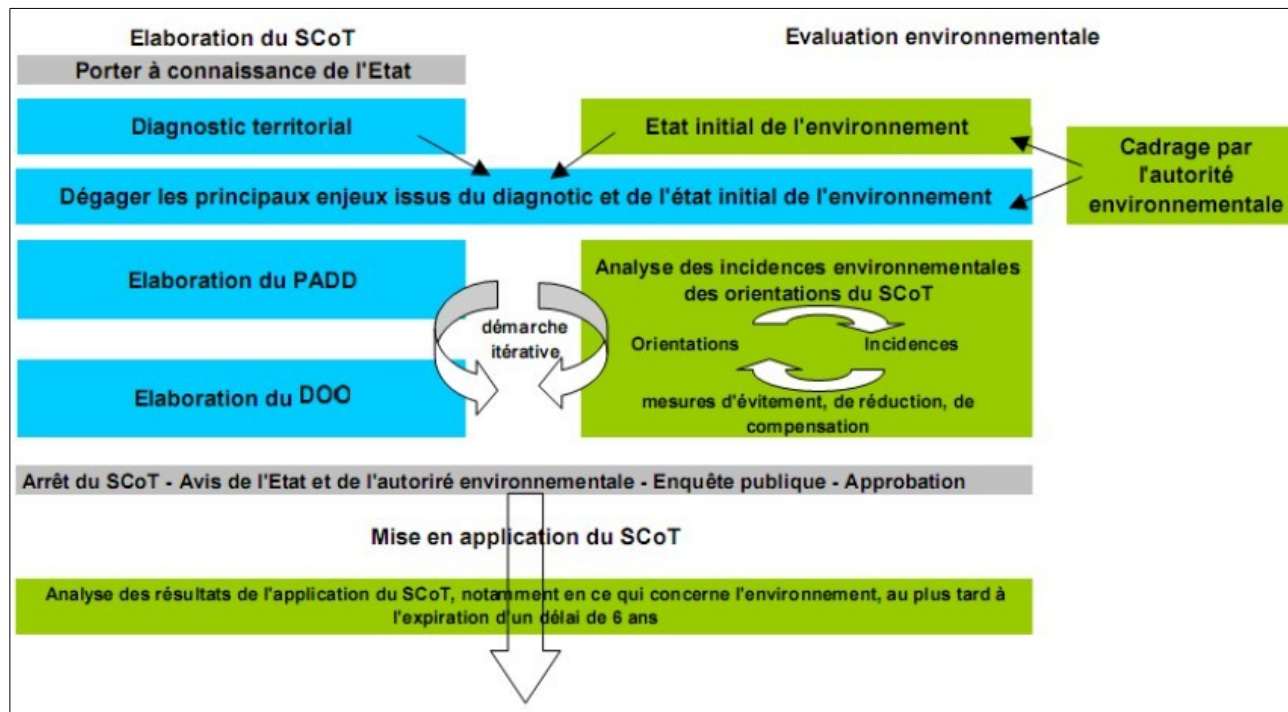 Elaboration du SCoT
Evaluation environnementale
Porter à connaissance de l'Etat
Diagnostic territorial
Etat initial de l'environnement
Cadrage par
l'autorité
environnementale
Dégager les principaux enjeux issus du diagnotic et de l'état initial de l'environnement
Elaboration du PADD
Analyse des incidences environnementales
des orientations du SCoT
démarche
itérative
Orientations
Incidences
Elaboration du DOO
mesures d'évitement, de réduction, de
compensation
Arrêt du SCoT - Avis de l'Etat et de l'autoriré environnementale - Enquête publique - Approbation
Mise en application du SCoT
Analyse des résultats de l'application du SCoT, notamment en ce qui concerne l'environnement, au plus tard à
l'expiration d'un délai de 6 ans